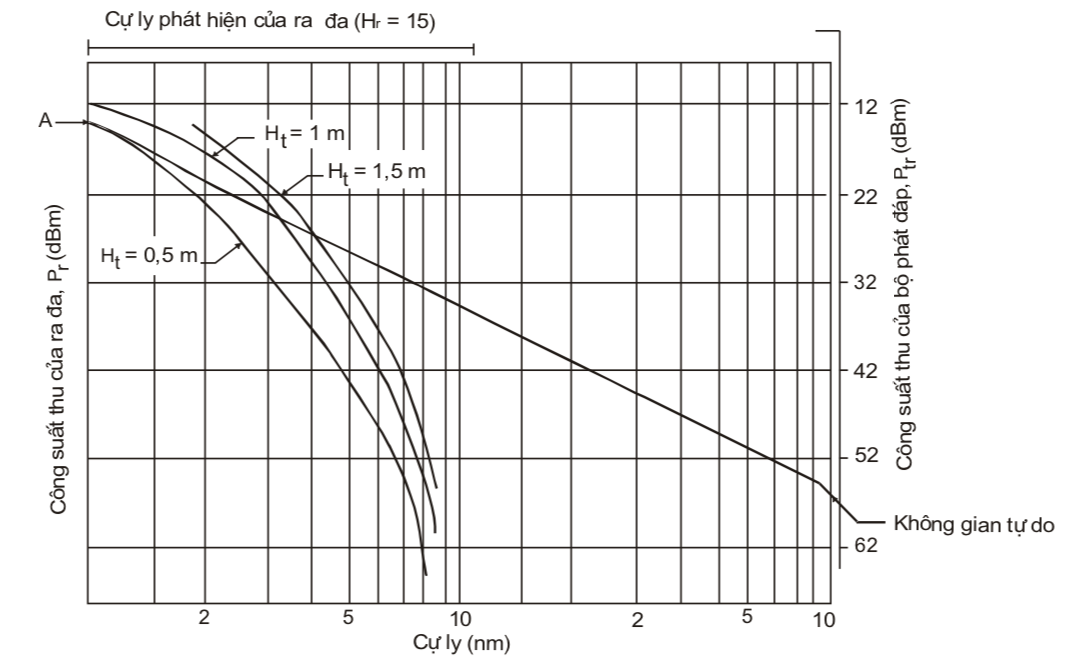 Cự ly phát hiện của ra đa (Hr = 15)
A
Ht = 1 m
Ht = 1,5 m
Ht = 0,5 m
Công suất thu của ra đa, Pr (dBm)
12
22
32
42
52
62
Công suất thu của bộ phát đáp, Ptr (dBm)
Không gian tự do
2 5 10 2 5 10
Cự ly (nm)